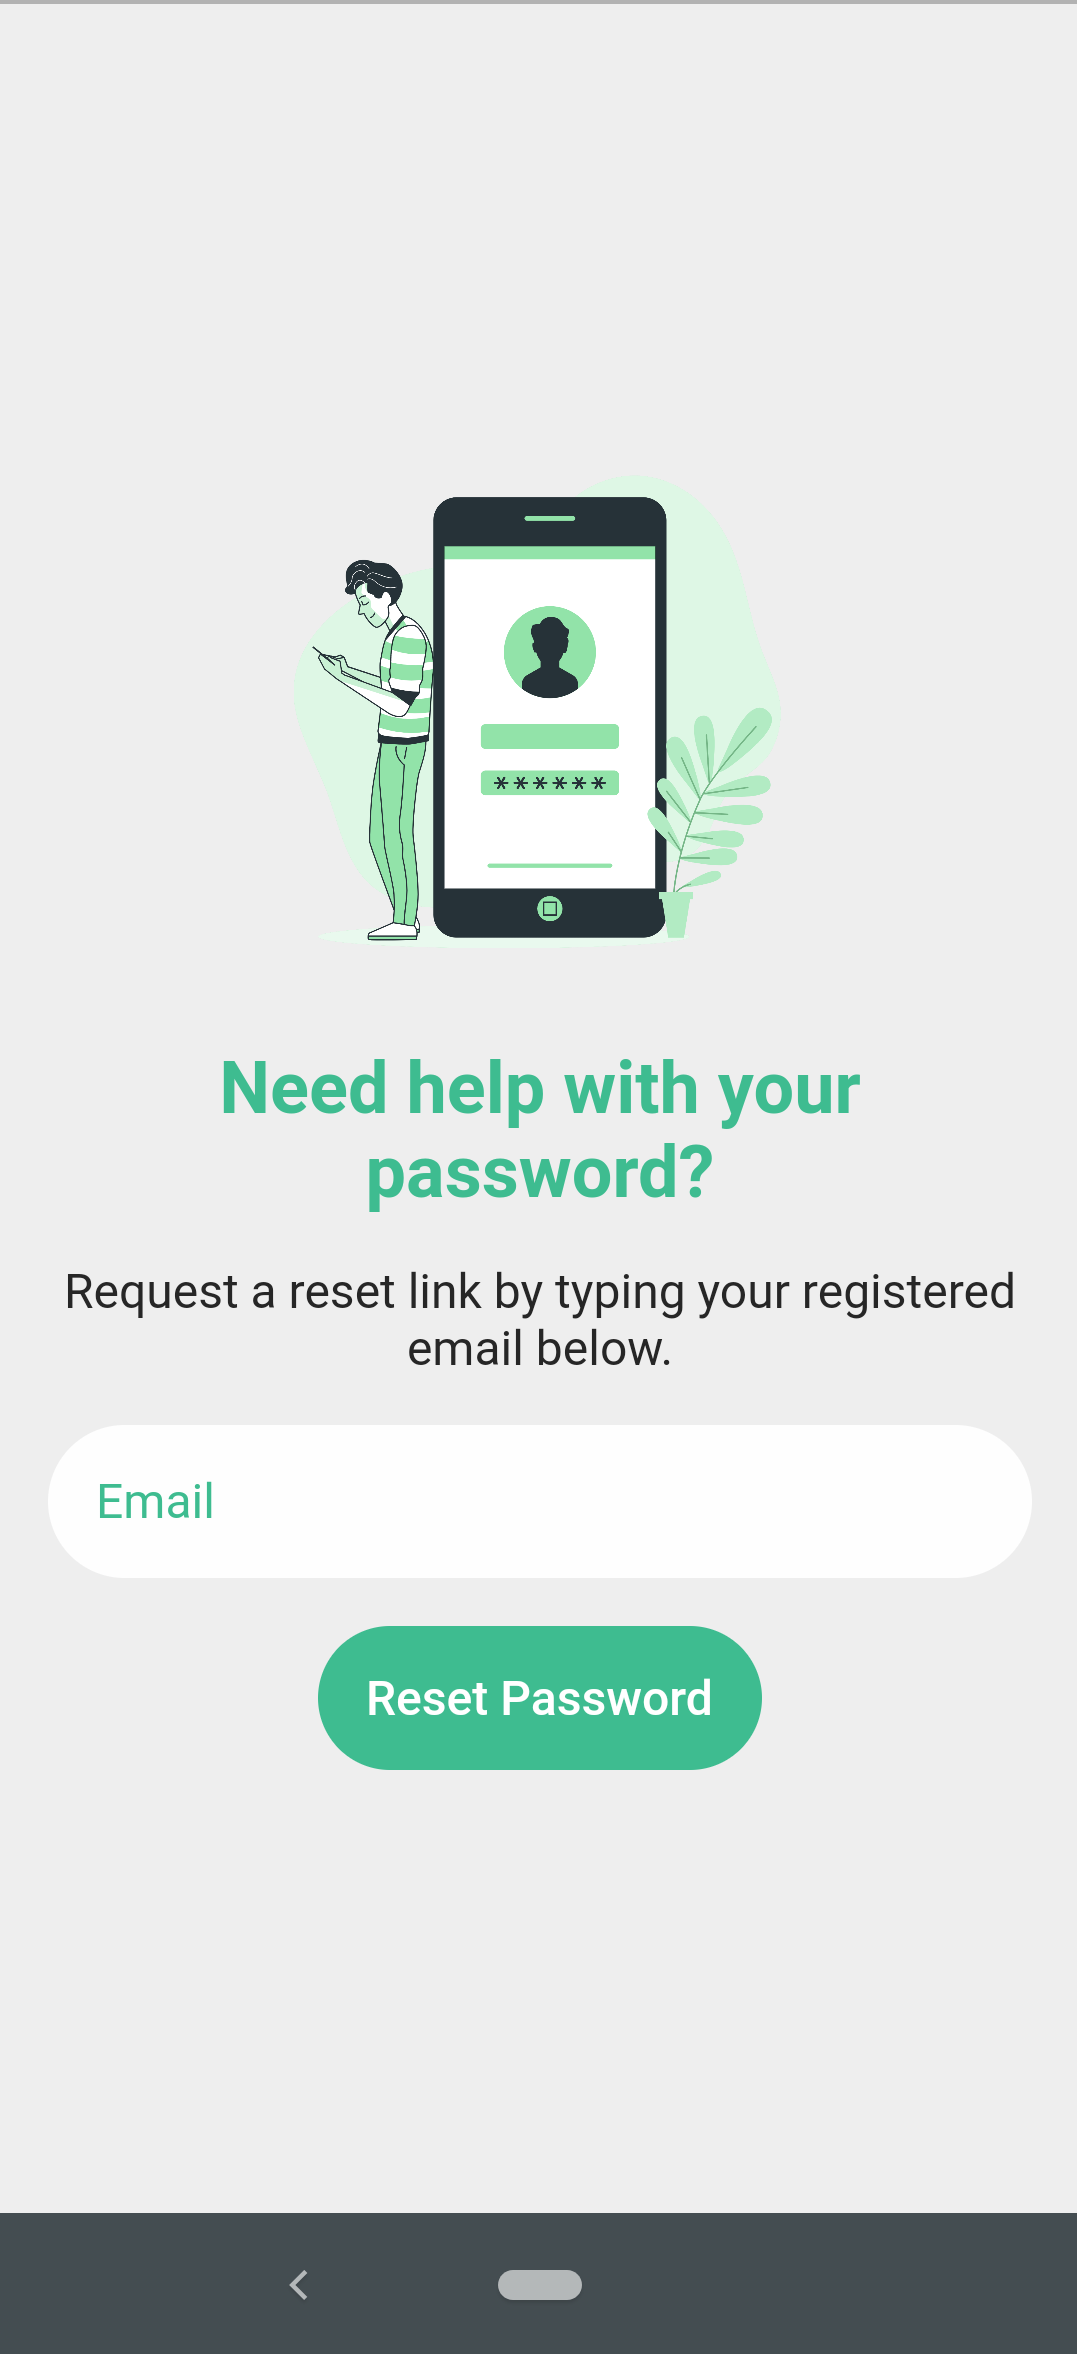 ******
Need help with your
password?
Request a reset link by typing your registered
email below.
Email
Reset Password